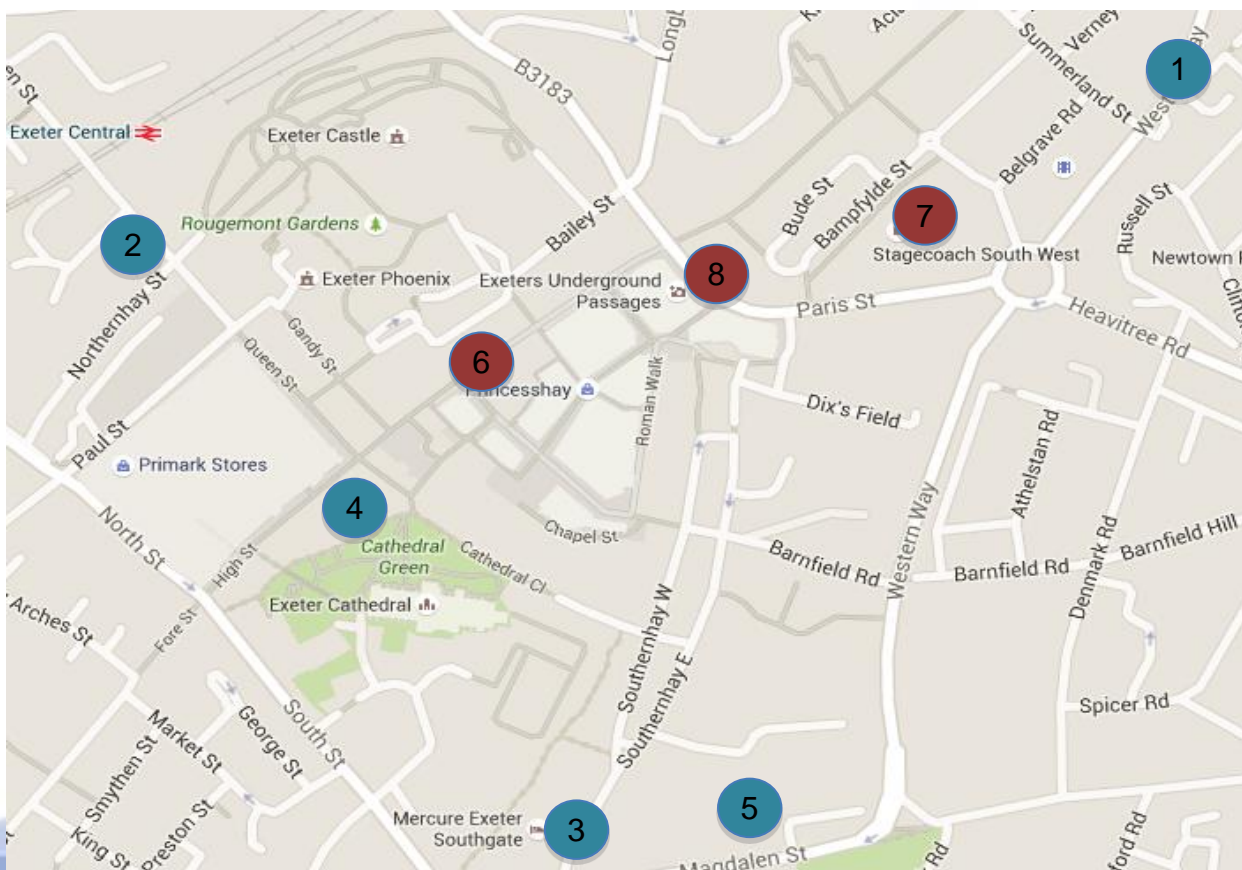 B3183
Summerland St
Verney
1
Western Way
Exeter Central
Exeter Castle
Belgrave Rd
Bampfylde St
Bude St
7
Russell St
2
Rougemont Gardens
Bailey St
Stagecoach South West
Newtown
Exeter Phoenix
Exeters Underground
Passages
8
Paris St
Heavitree Rd
Northernhay St
Gandy St
Queen St
6
Princesshay
Roman Walk
Dix's Field
Athelstan Rd
Paul St
Primark Stores
4
North St
High St
Cathedral
Green
Cathedral Cl
Chapel St
Barnfield Rd
Western Way
Barnfield Rd
Denmark Rd
Barnfield Hill
Exeter Cathedral
Arches St
Fore St
Southernhay W
Southernhay E
South St
Market St
George St
Spicer Rd
Smythen St
Preston St
King St
Mercure Exeter
Southgate
3
5
Magdalen St